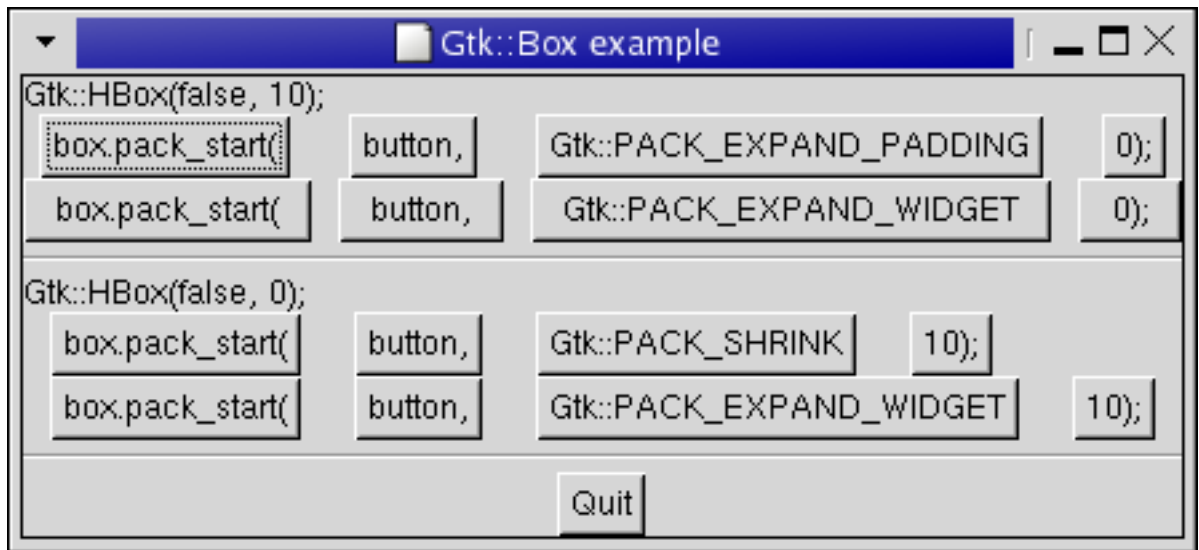 Gtk::Box example
Gtk::HBox(false, 10);
box.pack_start( button, Gtk::PACK_EXPAND_PADDING 0);
box.pack_start( button, Gtk::PACK_EXPAND_WIDGET 0);
Gtk::HBox(false, 0);
box.pack_start( button, Gtk::PACK_SHRINK 10);
box.pack_start( button, Gtk::PACK_EXPAND_WIDGET 10);
Quit